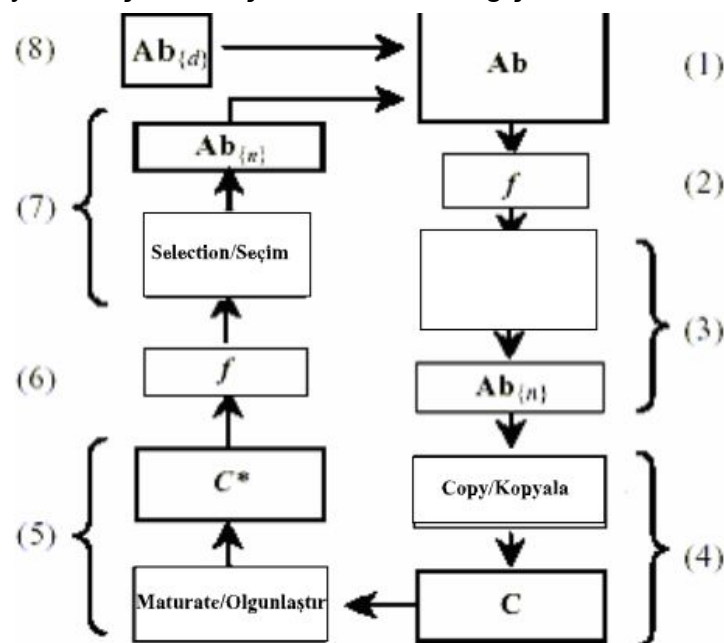 (8)
Ab{d}
Ab
(1)
Ab{n}
f
(2)
(7)
Selection/Seçim
(3)
(6)
f
Ab{n}
C*
Copy/Kopyala
(5)
(4)
Maturate/Olgunlaştır
C